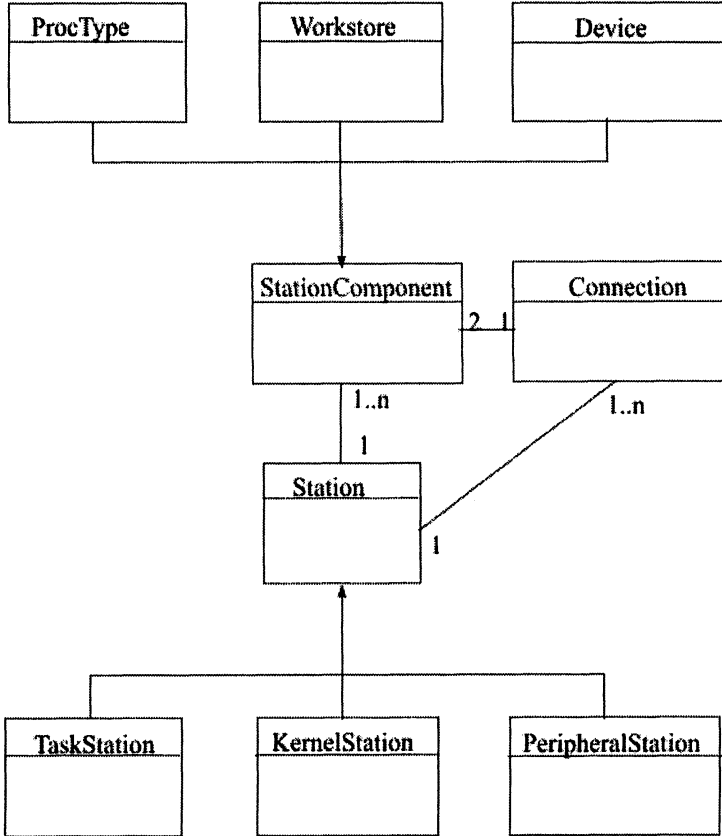 ProcType
Workstore
Device
StationComponent
Connection
2 1
1..n
1..n
1
Station
1
TaskStation
KernelStation
PeripheralStation